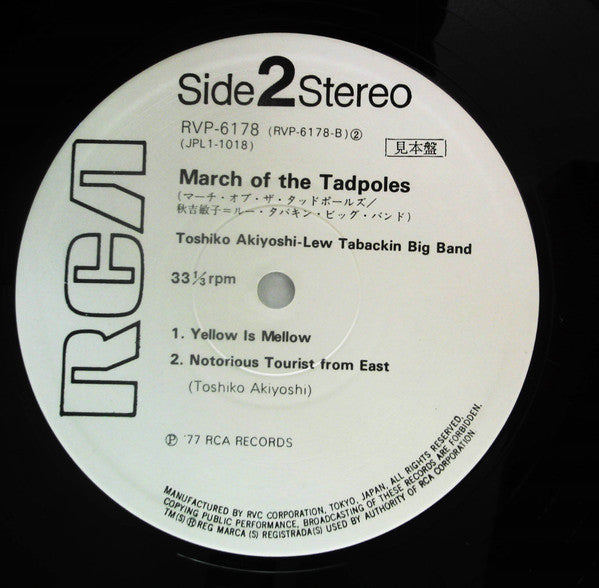 Side 2 Stereo
RVP-6178 (RVP-6178-B)②
(JPL1-1018)
見本盤
March of the Tadpoles
(マーチ・オブ・ザ・タッドポールズ/
秋吉敏子=ルー・タバキン・ビッグ・バンド)
Toshiko Akiyoshi-Lew Tabackin Big Band
33⅓rpm
1. Yellow Is Mellow
2. Notorious Tourist from East
(Toshiko Akiyoshi)
Ⓟ '77 RCA RECORDS
RCA
MANUFACTURED BY RVC CORPORATION, TOKYO, JAPAN, ALL RIGHTS RESERVED,
COPYING PUBLIC PERFORMANCE, BROADCASTING OF THESE RECORDS ARE FORBIDDEN.
TM(S)®REG MARCA(S) REGISTRADA(S) USED BY AUTHORITY OF RCA CORPORATION